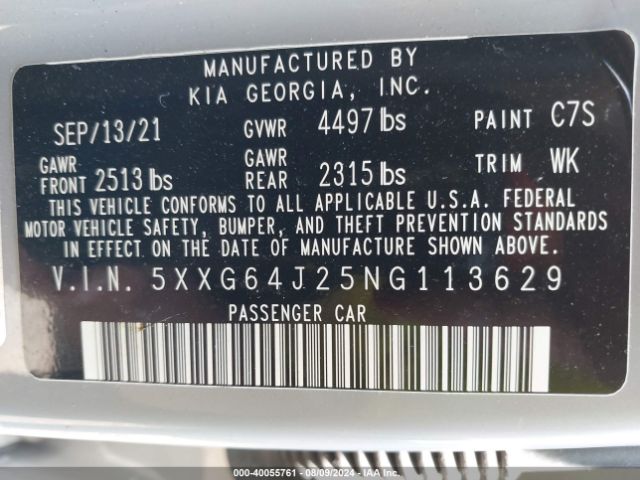 MANUFACTURED BY
KIA GEORGIA, INC.
SEP/13/21 GVWR 4497 lbs PAINT C7S
GAWR FRONT 2513 lbs GAWR REAR 2315 lbs TRIM WK
THIS VEHICLE CONFORMS TO ALL APPLICABLE U.S.A. FEDERAL
MOTOR VEHICLE SAFETY, BUMPER, AND THEFT PREVENTION STANDARDS
IN EFFECT ON THE DATE OF MANUFACTURE SHOWN ABOVE.
V.I.N. 5XXG64J25NG113629
PASSENGER CAR
000-40055761 - 08/09/2024 - IAA Inc.